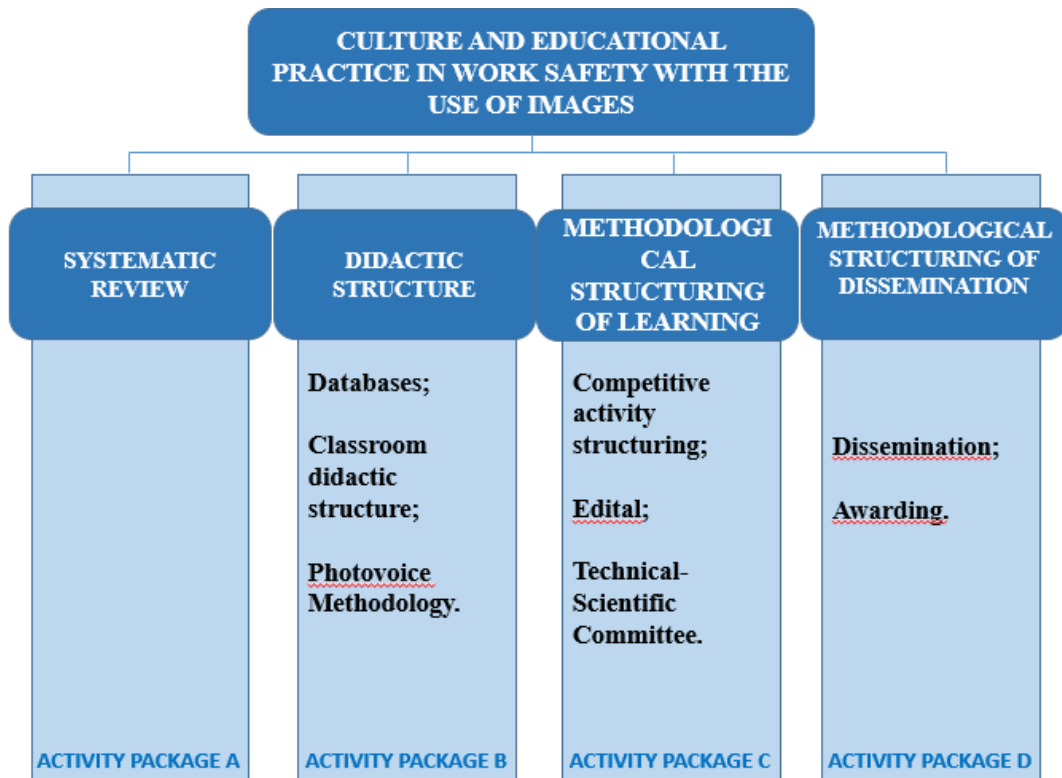 CULTURE AND EDUCATIONAL
PRACTICE IN WORK SAFETY WITH THE
USE OF IMAGES
SYSTEMATIC
REVIEW
ACTIVITY PACKAGE A
DIDACTIC
STRUCTURE
Databases;
Classroom
didactic
structure;
Photovoice
Methodology.
ACTIVITY PACKAGE B
METHODOLOGI
CAL
STRUCTURING
OF LEARNING
Competitive
activity
structuring;
Edital;
Technical-
Scientific
Committee.
ACTIVITY PACKAGE C
METHODOLOGICAL
STRUCTURING OF
DISSEMINATION
Dissemination;
Awarding.
ACTIVITY PACKAGE D